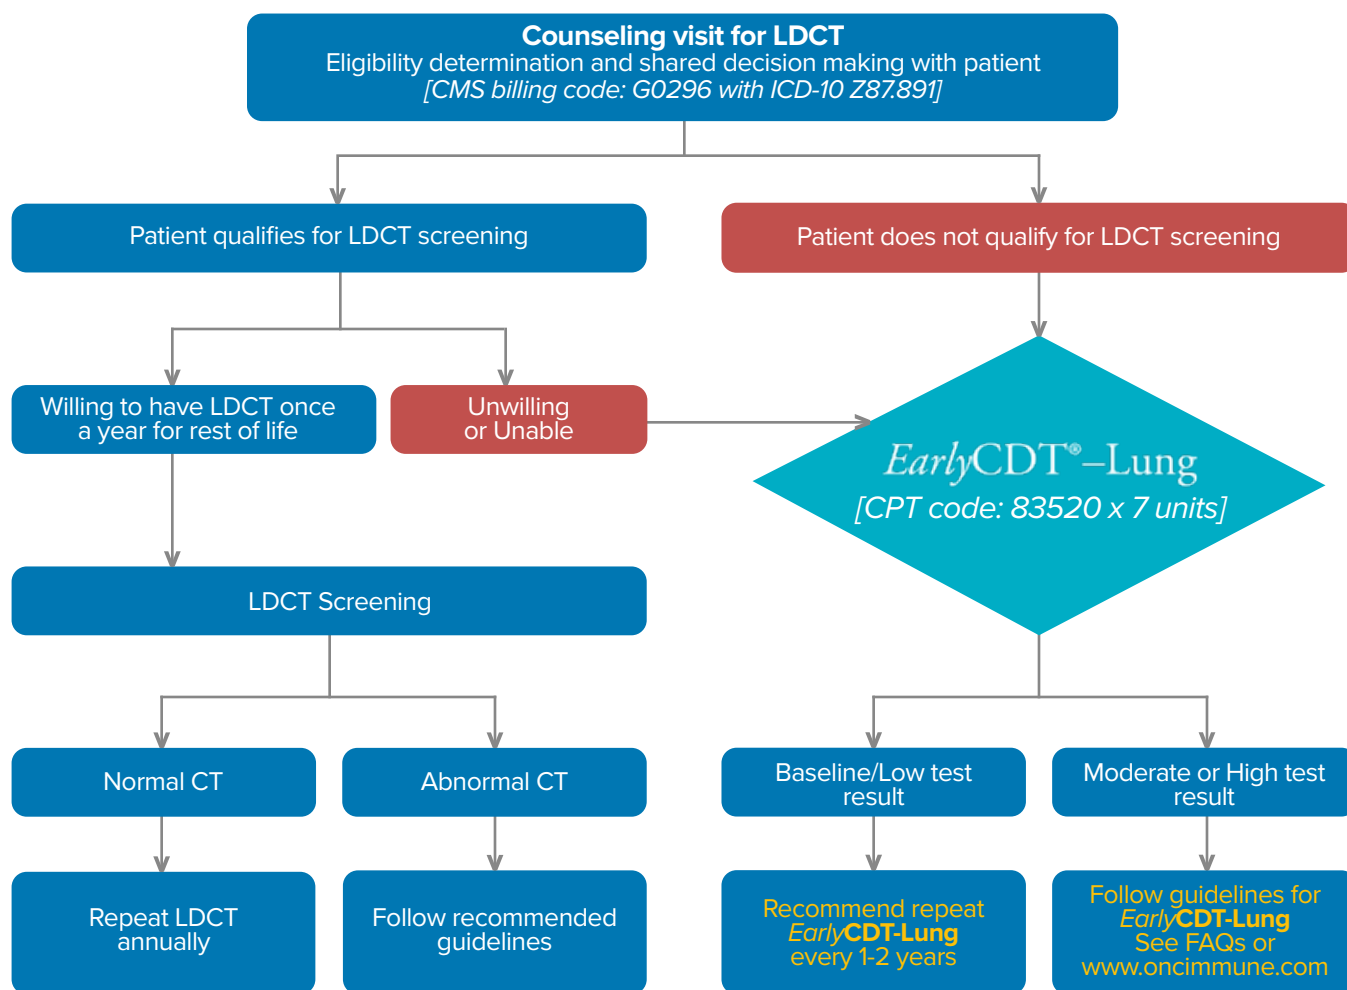 Counseling visit for LDCT
Eligibility determination and shared decision making with patient
[CMS billing code: G0296 with ICD-10 Z87.891]
Patient qualifies for LDCT screening
Patient does not qualify for LDCT screening
Willing to have LDCT once
a year for rest of life
Unwilling
or Unable
EarlyCDT®–Lung
[CPT code: 83520 x 7 units]
LDCT Screening
Normal CT
Abnormal CT
Baseline/Low test
result
Moderate or High test
result
Repeat LDCT
annually
Follow recommended
guidelines
Recommend repeat
EarlyCDT-Lung
every 1-2 years
Follow guidelines for
EarlyCDT-Lung
See FAQs or
www.oncimmune.com